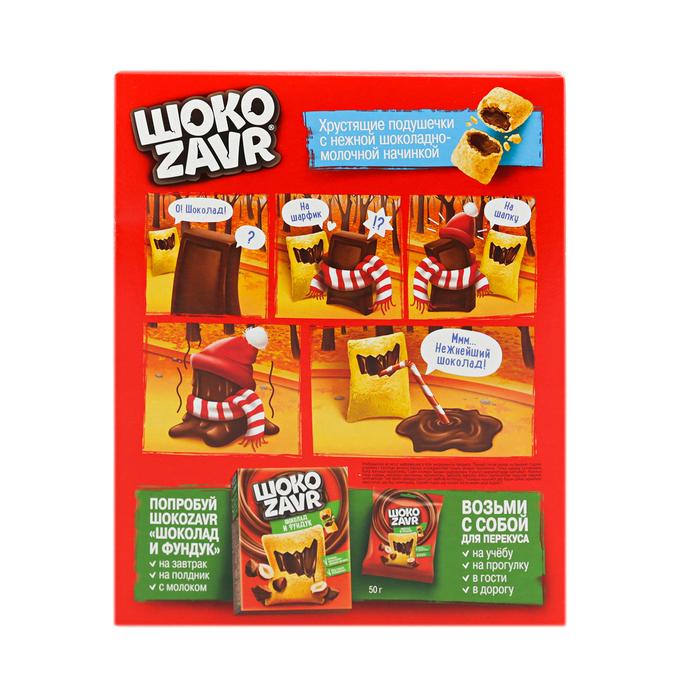 ШОКО
ZAVR®
Хрустящие подушечки
с нежной шоколадно-
молочной начинкой
О! Шоколад!
?
На
шарфик
!?
На
шапку
Ммм...
Нежнейший
шоколад!
ПОПРОБУЙ
ШОКОZAVR
«ШОКОЛАД
И ФУНДУК»
на завтрак
на полдник
с молоком
ШОКО
ZAVR
ШОКОЛАД
И ФУНДУК
ШОКО
ZAVR
50 г
ВОЗЬМИ
С СОБОЙ
ДЛЯ ПЕРЕКУСА
на учёбу
на прогулку
в гости
в дорогу